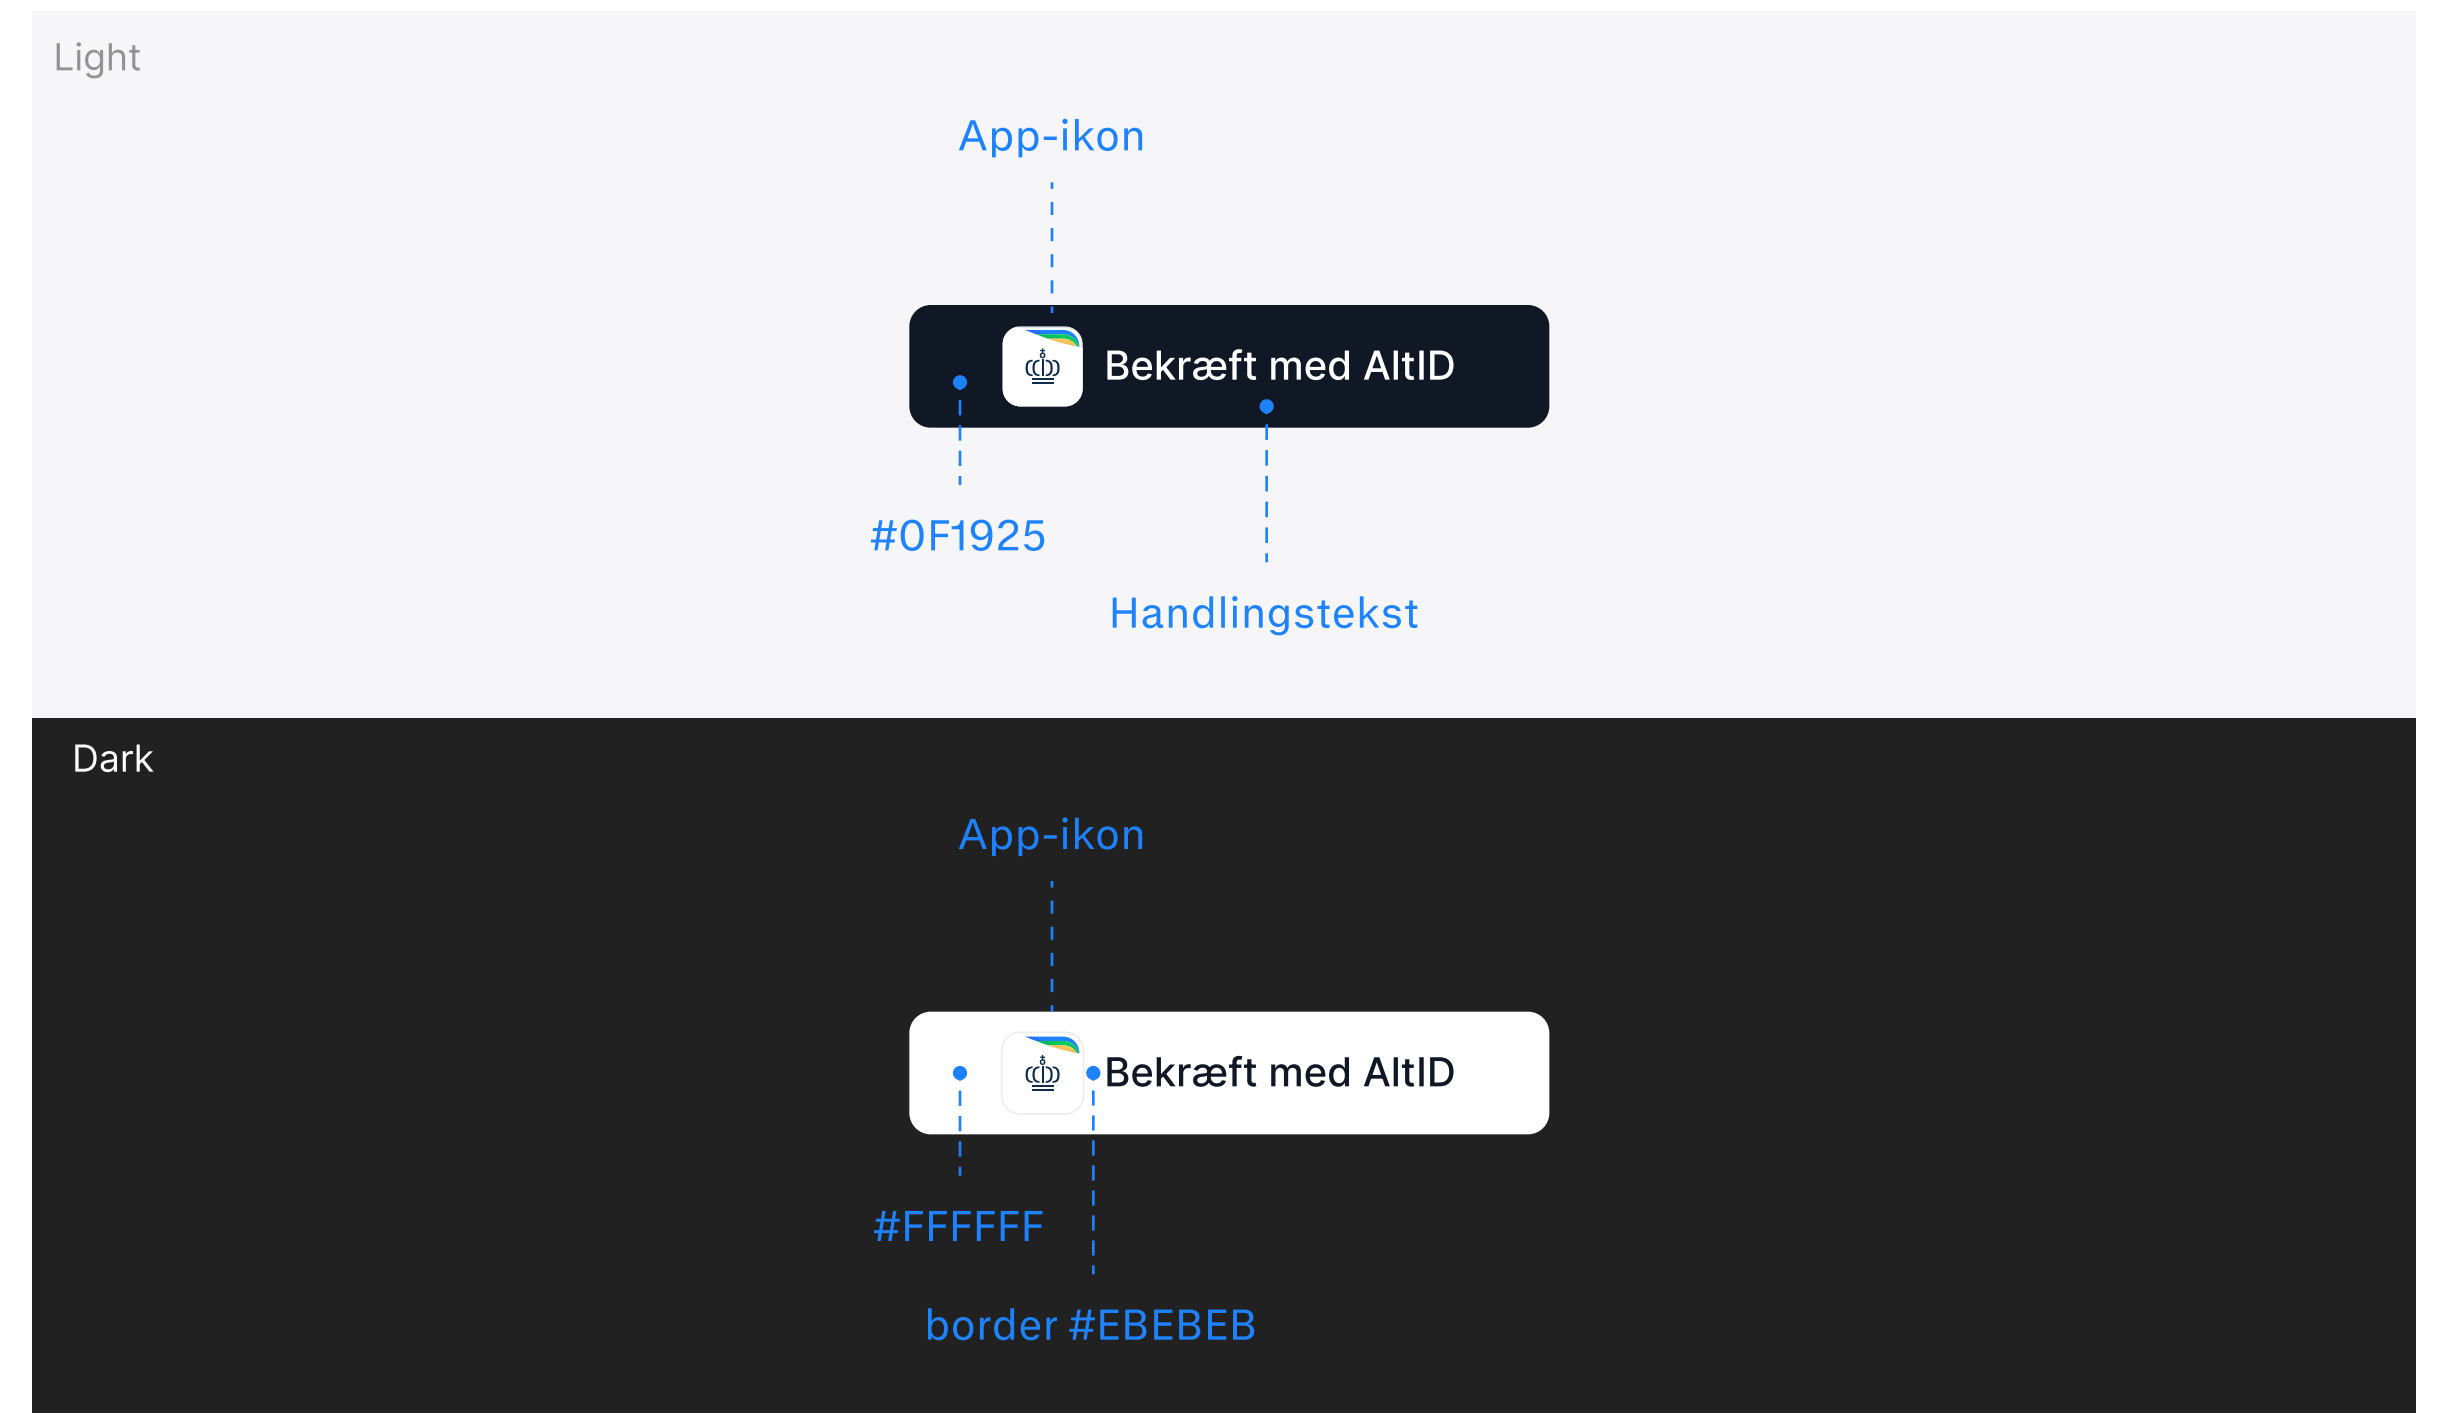 Light
App-ikon
Bekræft med AltID
#0F1925
Handlingstekst
Dark
App-ikon
Bekræft med AltID
#FFFFFF
border #EBEBEB